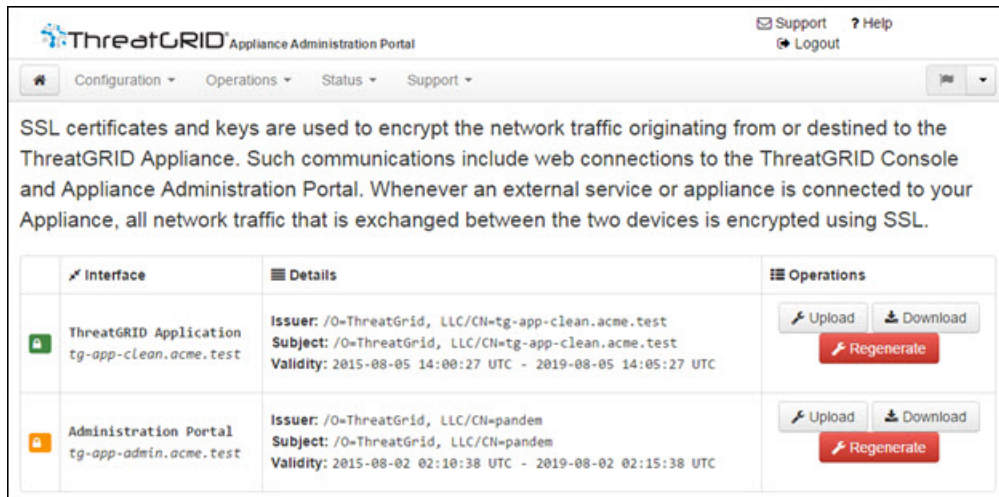 ThreatGRID® Appliance Administration Portal
Support ? Help
Logout
Configuration Operations Status Support
SSL certificates and keys are used to encrypt the network traffic originating from or destined to the
ThreatGRID Appliance. Such communications include web connections to the ThreatGRID Console
and Appliance Administration Portal. Whenever an external service or appliance is connected to your
Appliance, all network traffic that is exchanged between the two devices is encrypted using SSL.
Interface Details Operations
ThreatGRID Application
tg-app-clean.acme.test
Issuer: /O=ThreatGrid, LLC/CN=tg-app-clean.acme.test
Subject: /O=ThreatGrid, LLC/CN=tg-app-clean.acme.test
Validity: 2015-08-05 14:00:27 UTC - 2019-08-05 14:05:27 UTC
Upload Download
Regenerate
Administration Portal
tg-app-admin.acme.test
Issuer: /O=ThreatGrid, LLC/CN=pandem
Subject: /O=ThreatGrid, LLC/CN=pandem
Validity: 2015-08-02 02:10:38 UTC - 2019-08-02 02:15:38 UTC
Upload Download
Regenerate